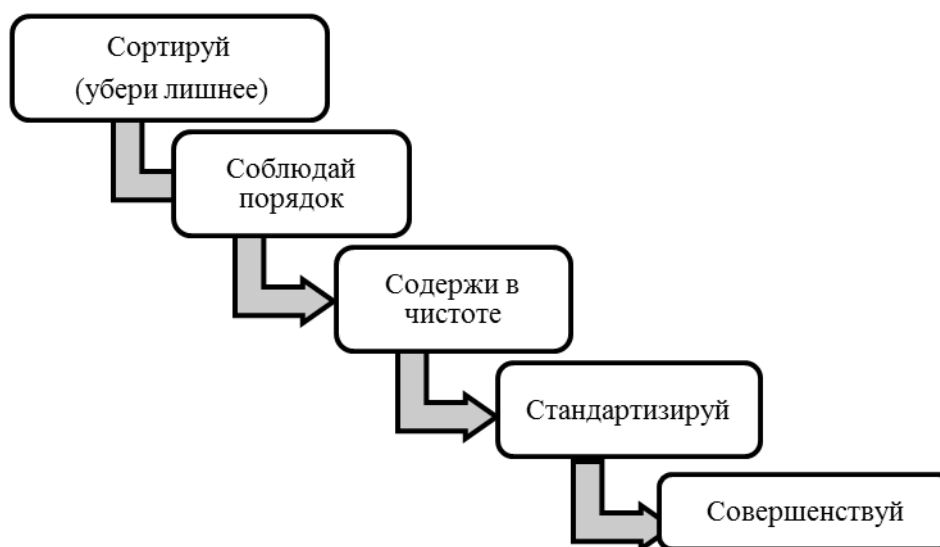 Сортируй
(убери лишнее)
Соблюдай
порядок
Содержи в
чистоте
Стандартизируй
Совершенствуй